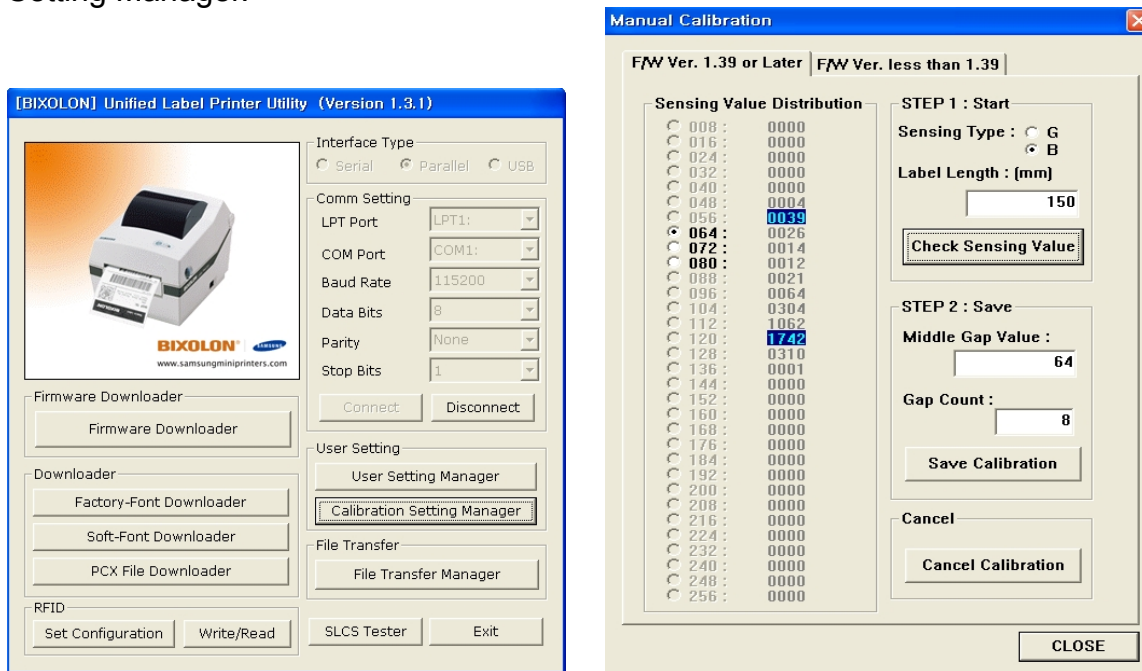 Setting Manager.
[BIXOLON] Unified Label Printer Utility (Version 1.3.1)
BIXOLON SAMSUNG
www.samsungminiprinters.com
Firmware Downloader
Firmware Downloader
Downloader
Factory-Font Downloader
Soft-Font Downloader
PCX File Downloader
RFID
Set Configuration Write/Read
Interface Type
Serial Parallel USB
Comm Setting
LPT Port LPT1:
COM Port COM1:
Baud Rate 115200
Data Bits 8
Parity None
Stop Bits 1
Connect Disconnect
User Setting
User Setting Manager
Calibration Setting Manager
File Transfer
File Transfer Manager
SLCS Tester Exit
Manual Calibration
F/W Ver. 1.39 or Later F/W Ver. less than 1.39
Sensing Value Distribution
008 : 0000
016 : 0000
024 : 0000
032 : 0000
040 : 0000
048 : 0004
056 : 0039
064 : 0026
072 : 0014
080 : 0012
088 : 0021
096 : 0064
104 : 0304
112 : 1062
120 : 1742
128 : 0310
136 : 0001
144 : 0000
152 : 0000
160 : 0000
168 : 0000
176 : 0000
184 : 0000
192 : 0000
200 : 0000
208 : 0000
216 : 0000
224 : 0000
232 : 0000
240 : 0000
248 : 0000
256 : 0000
STEP 1 : Start
Sensing Type : G
B
Label Length : (mm)
150
Check Sensing Value
STEP 2 : Save
Middle Gap Value :
64
Gap Count :
8
Save Calibration
Cancel
Cancel Calibration
CLOSE